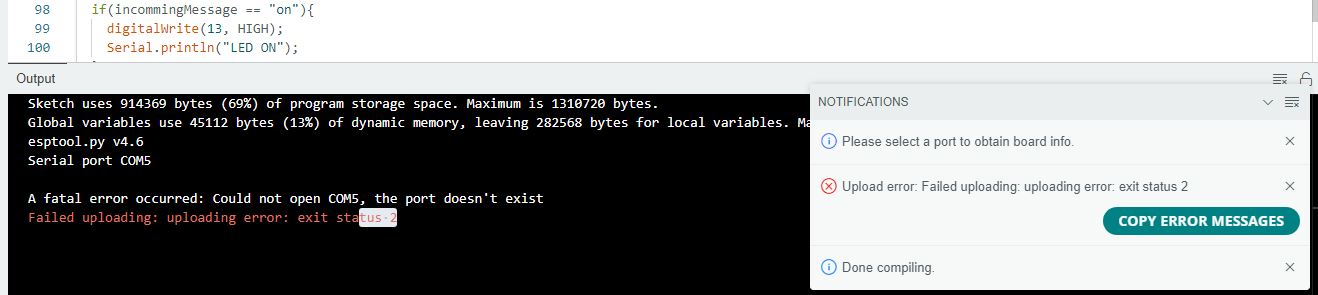 98 if(incommingMessage == "on"){
99 digitalWrite(13, HIGH);
100 Serial.println("LED ON");
Output
Sketch uses 914369 bytes (69%) of program storage space. Maximum is 1310720 bytes.
Global variables use 45112 bytes (13%) of dynamic memory, leaving 282568 bytes for local variables.
esptool.py v4.6
Serial port COM5
A fatal error occurred: Could not open COM5, the port doesn't exist
Failed uploading: uploading error: exit status 2
NOTIFICATIONS
Please select a port to obtain board info.
Upload error: Failed uploading: uploading error: exit status 2
COPY ERROR MESSAGES
Done compiling.